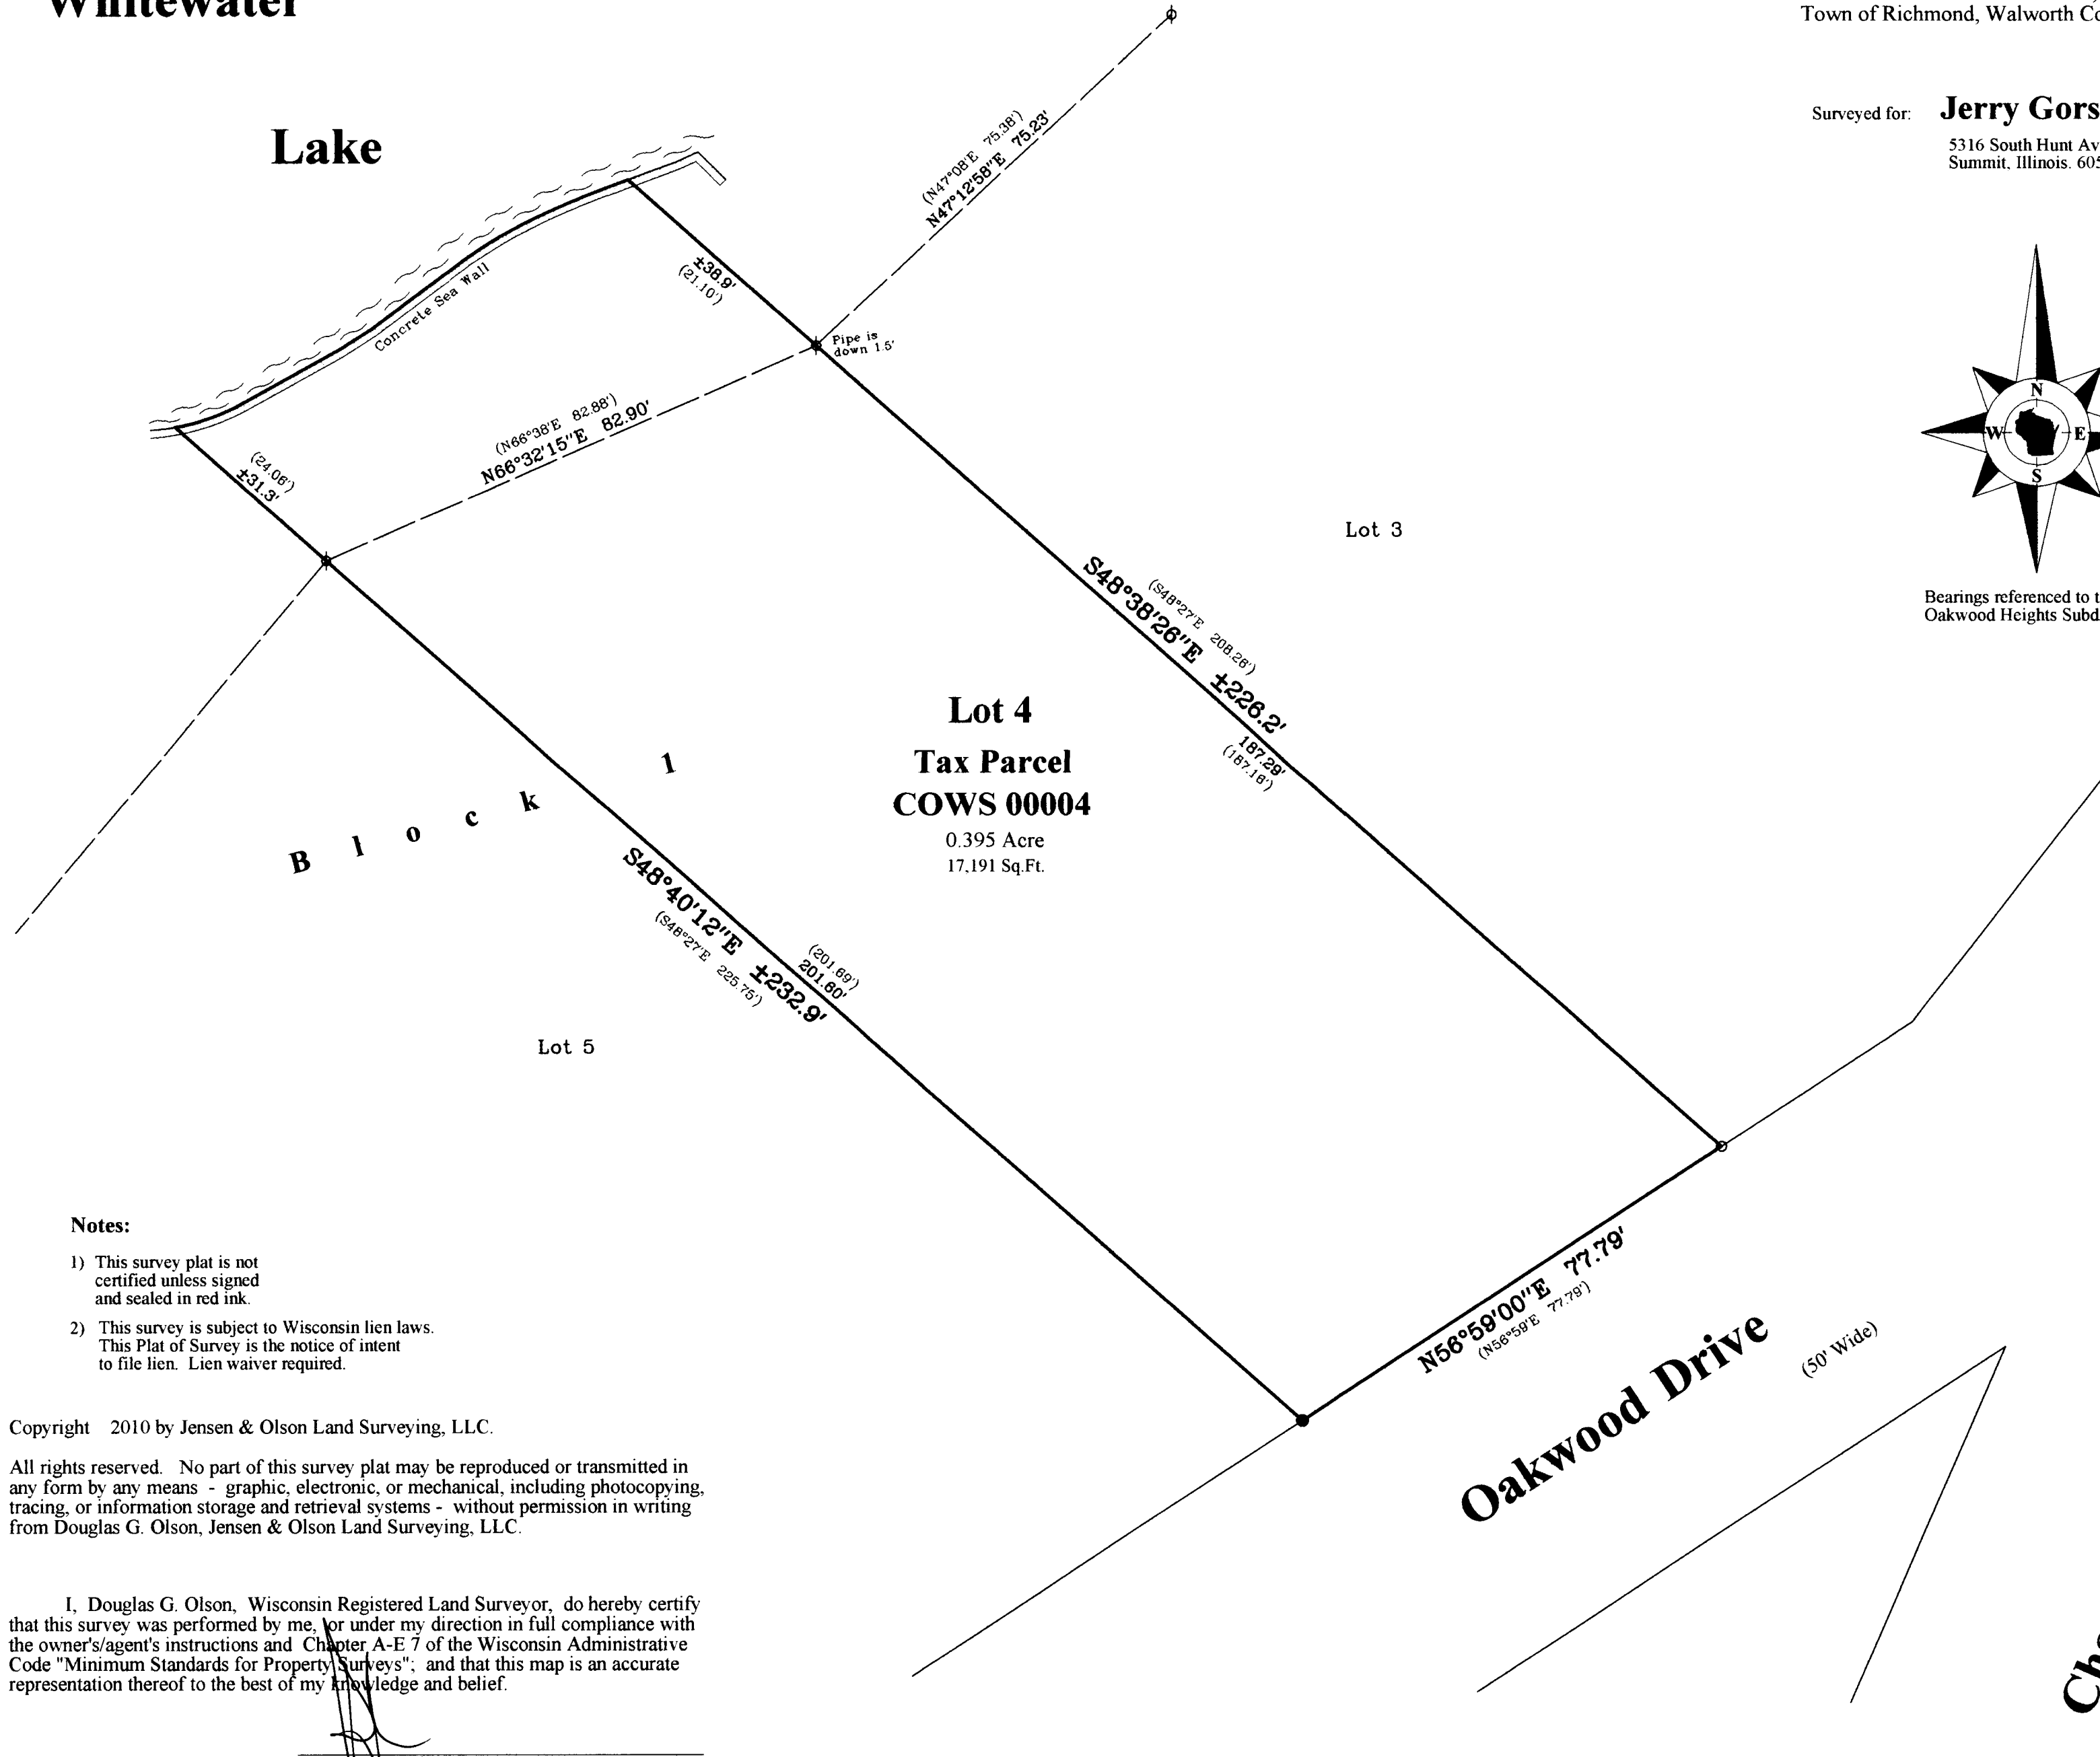 Whitewater
Lake
Town of Richmond, Walworth Co
Surveyed for: Jerry Gors
5316 South Hunt Av
Summit, Illinois. 605
(N47°08'E 75.38')
N47°12'58"E 75.23'
Concrete Sea Wall
±38.9'
(21.10')
Pipe is
down 1.5'
(N66°38'E 82.88')
N66°32'15"E 82.90'
(24.06')
±31.3'
N
W E
S
Lot 3
Bearings referenced to t
Oakwood Heights Subd
(S48°27'E 208.28')
S48°38'26"E ±226.2'
187.29'
(187.18')
Lot 4
Tax Parcel
COWS 00004
0.395 Acre
17,191 Sq.Ft.
Block 1
(201.69')
201.60'
S48°40'12"E ±232.9'
(S48°27'E 225.75')
Lot 5
N56°59'00"E 77.79'
(N56°59'E 77.79')
Oakwood Drive (50' Wide)
Notes:
1) This survey plat is not
certified unless signed
and sealed in red ink.
2) This survey is subject to Wisconsin lien laws.
This Plat of Survey is the notice of intent
to file lien. Lien waiver required.
Copyright 2010 by Jensen & Olson Land Surveying, LLC.
All rights reserved. No part of this survey plat may be reproduced or transmitted in
any form by any means - graphic, electronic, or mechanical, including photocopying,
tracing, or information storage and retrieval systems - without permission in writing
from Douglas G. Olson, Jensen & Olson Land Surveying, LLC.
I, Douglas G. Olson, Wisconsin Registered Land Surveyor, do hereby certify
that this survey was performed by me, or under my direction in full compliance with
the owner's/agent's instructions and Chapter A-E 7 of the Wisconsin Administrative
Code "Minimum Standards for Property Surveys"; and that this map is an accurate
representation thereof to the best of my knowledge and belief.